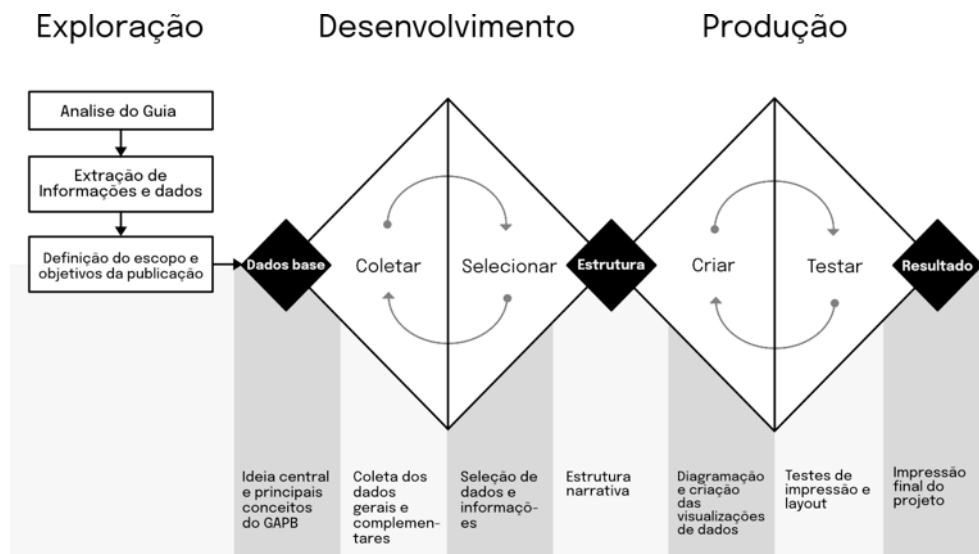 Exploração
Desenvolvimento
Produção
Analise do Guia
Extração de
Informações e dados
Definição do escopo e
objetivos da publicação
Dados base
Coletar
Selecionar
Estrutura
Criar
Testar
Resultado
Ideia central
e principais
conceitos
do GAPB
Coleta dos
dados
gerais e
complemen-
tares
Seleção de
dados e
informaçõ-
es
Estrutura
narrativa
Diagramação
e criação
das
visualizações
de dados
Testes de
impressão e
layout
Impressão
final do
projeto